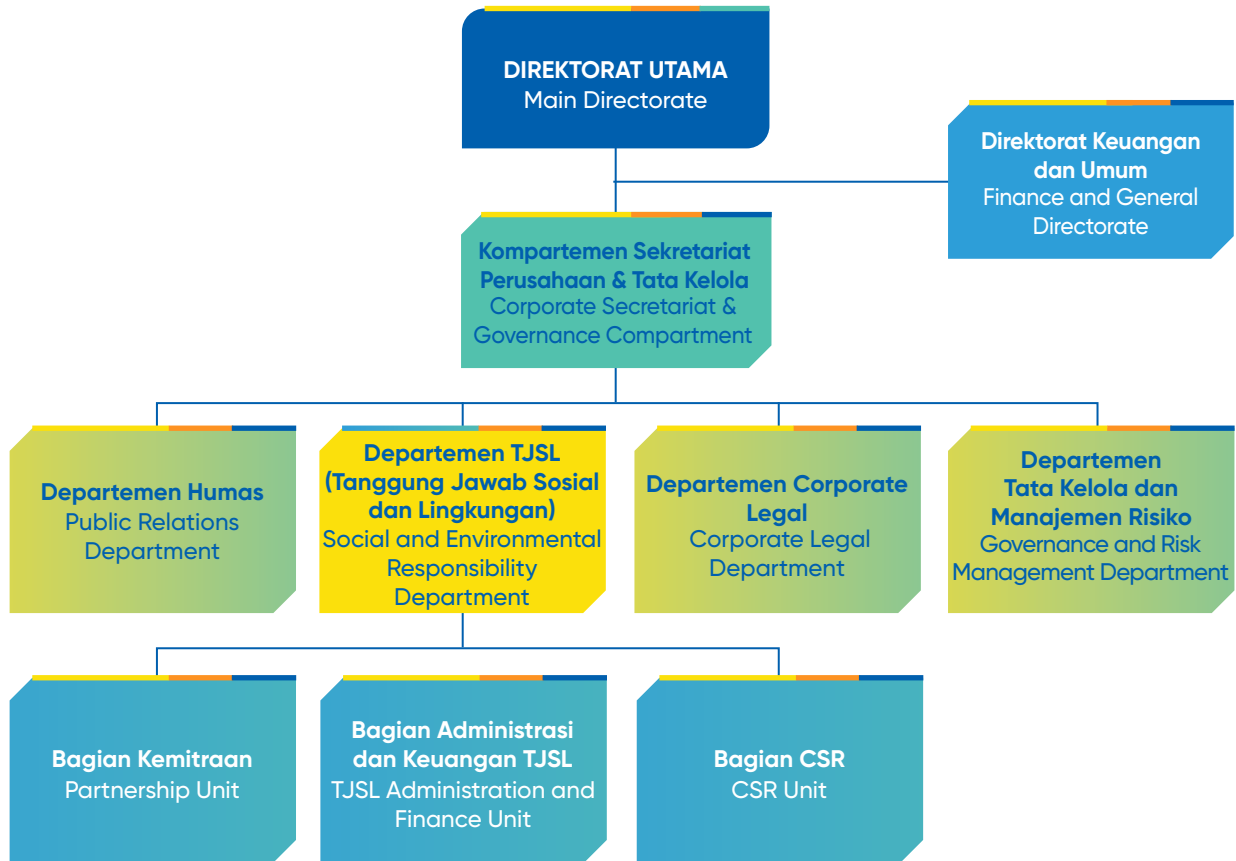 DIREKTORAT UTAMA
Main Directorate
Direktorat Keuangan
dan Umum
Finance and General
Directorate
Kompartemen Sekretariat
Perusahaan & Tata Kelola
Corporate Secretariat &
Governance Compartment
Departemen Humas
Public Relations
Department
Departemen TJSL
(Tanggung Jawab Sosial
dan Lingkungan)
Social and Environmental
Responsibility
Department
Departemen Corporate
Legal
Corporate Legal
Department
Departemen
Tata Kelola dan
Manajemen Risiko
Governance and Risk
Management Department
Bagian Kemitraan
Partnership Unit
Bagian Administrasi
dan Keuangan TJSL
TJSL Administration and
Finance Unit
Bagian CSR
CSR Unit